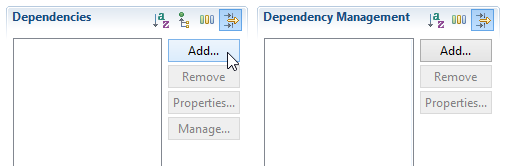 Dependencies
Add...
Remove
Properties...
Manage...
Dependency Management
Add...
Remove
Properties...